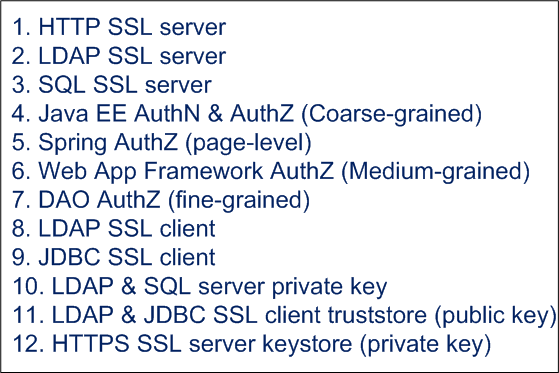 1. HTTP SSL server
2. LDAP SSL server
3. SQL SSL server
4. Java EE AuthN & AuthZ (Coarse-grained)
5. Spring AuthZ (page-level)
6. Web App Framework AuthZ (Medium-grained)
7. DAO AuthZ (fine-grained)
8. LDAP SSL client
9. JDBC SSL client
10. LDAP & SQL server private key
11. LDAP & JDBC SSL client truststore (public key)
12. HTTPS SSL server keystore (private key)